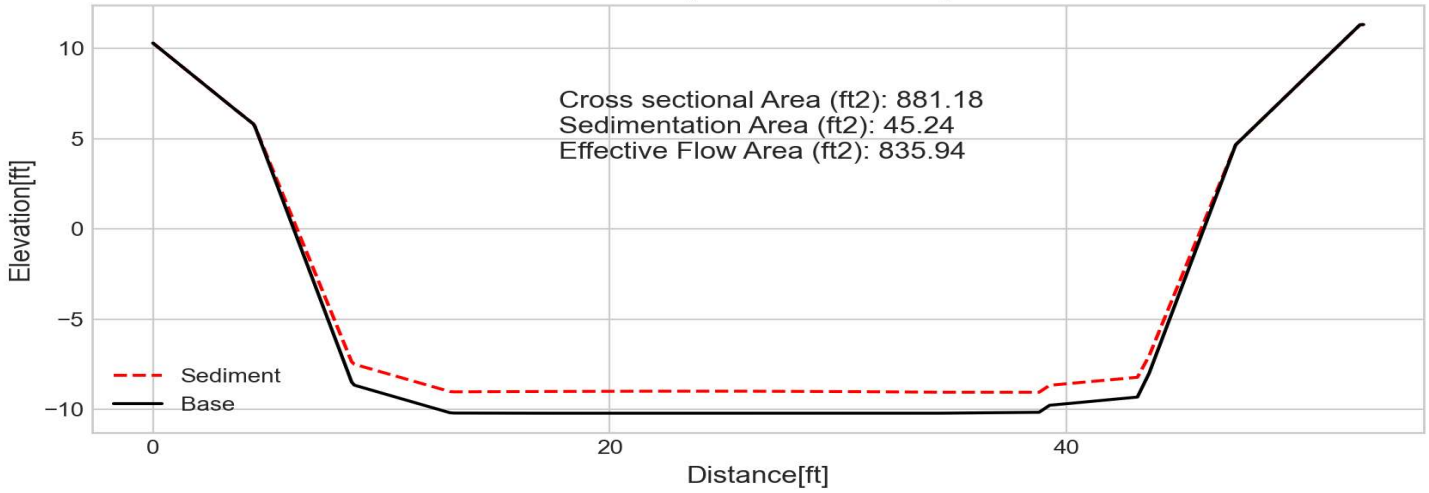 10
5
0
−5
−10
Elevation[ft]
Cross sectional Area (ft2): 881.18
Sedimentation Area (ft2): 45.24
Effective Flow Area (ft2): 835.94
Sediment
Base
0
20
40
Distance[ft]